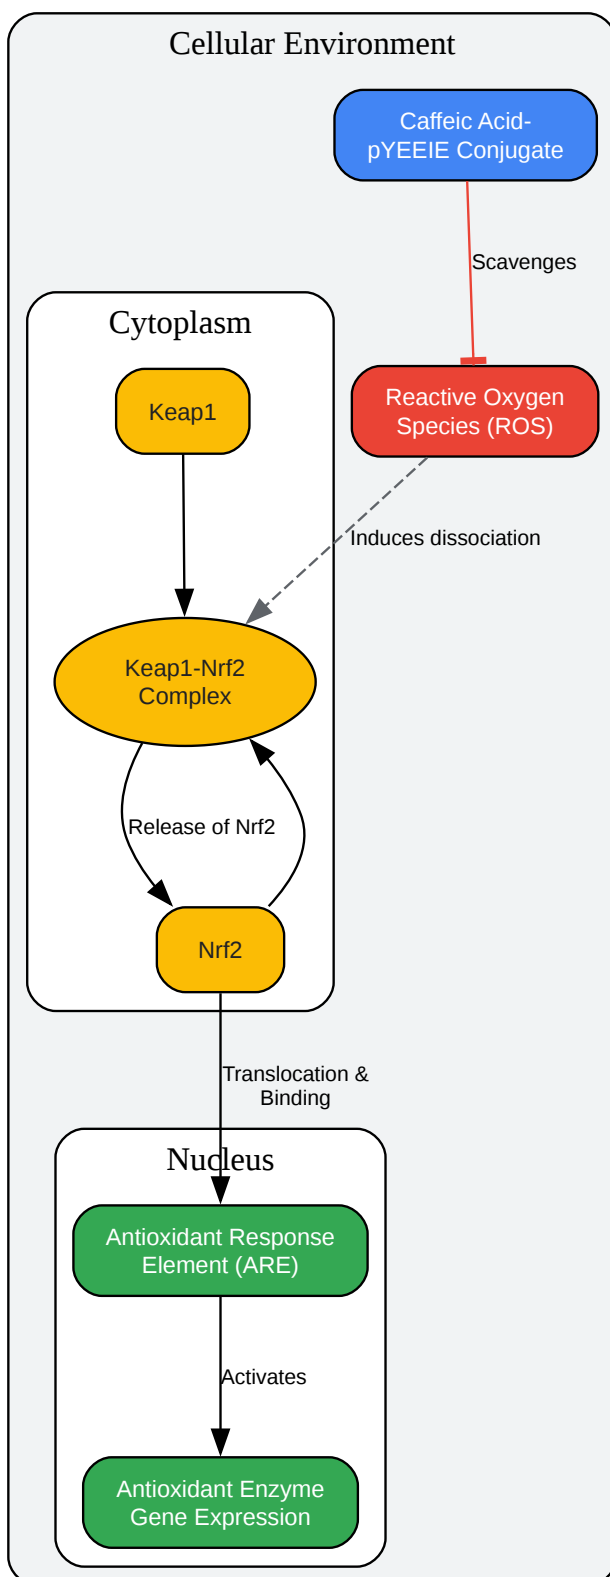 Cellular Environment
Caffeic Acid-
pYEEIE Conjugate
Scavenges
Cytoplasm
Keap1
Reactive Oxygen
Species (ROS)
Induces dissociation
Keap1-Nrf2
Complex
Release of Nrf2
Nrf2
Translocation &
Binding
Nucleus
Antioxidant Response
Element (ARE)
Activates
Antioxidant Enzyme
Gene Expression